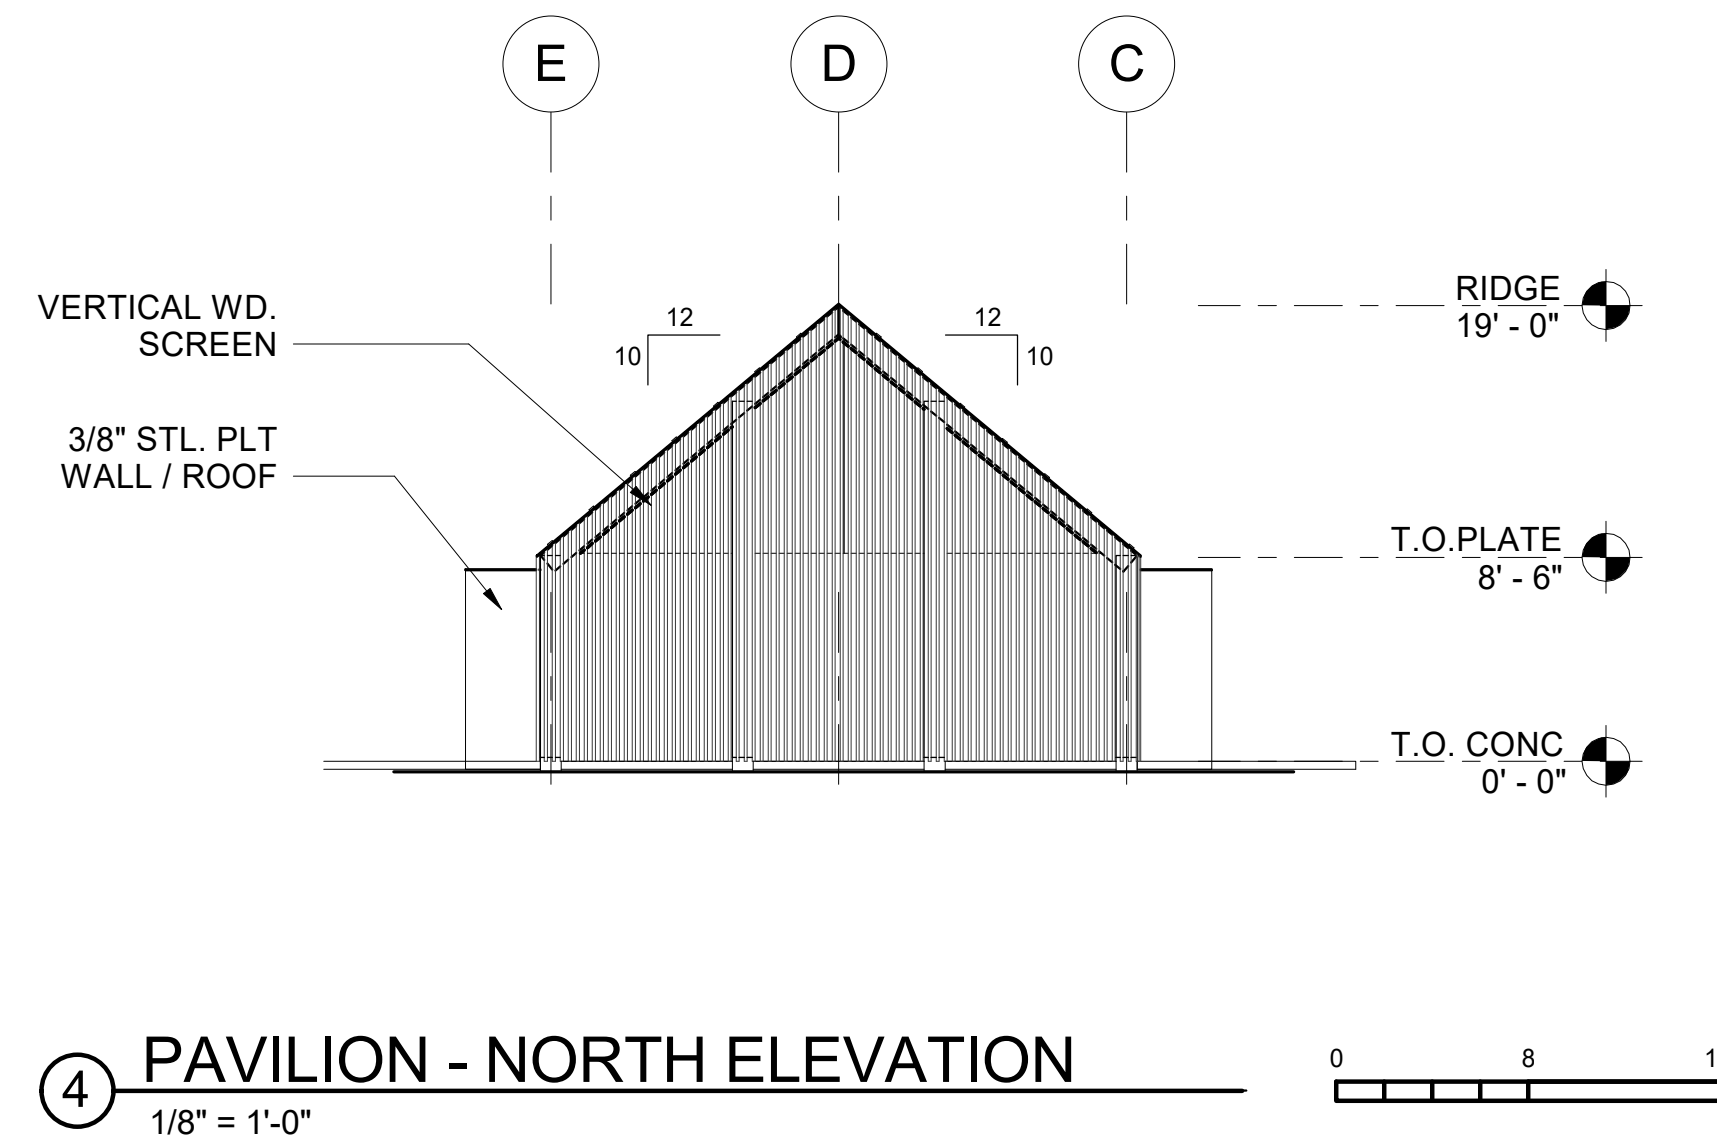 E
D
C
VERTICAL WD.
SCREEN
3/8" STL. PLT
WALL / ROOF
12
10
12
10
RIDGE
19' - 0"
T.O.PLATE
8' - 6"
T.O. CONC
0' - 0"
4
PAVILION - NORTH ELEVATION
1/8" = 1'-0"
0
8